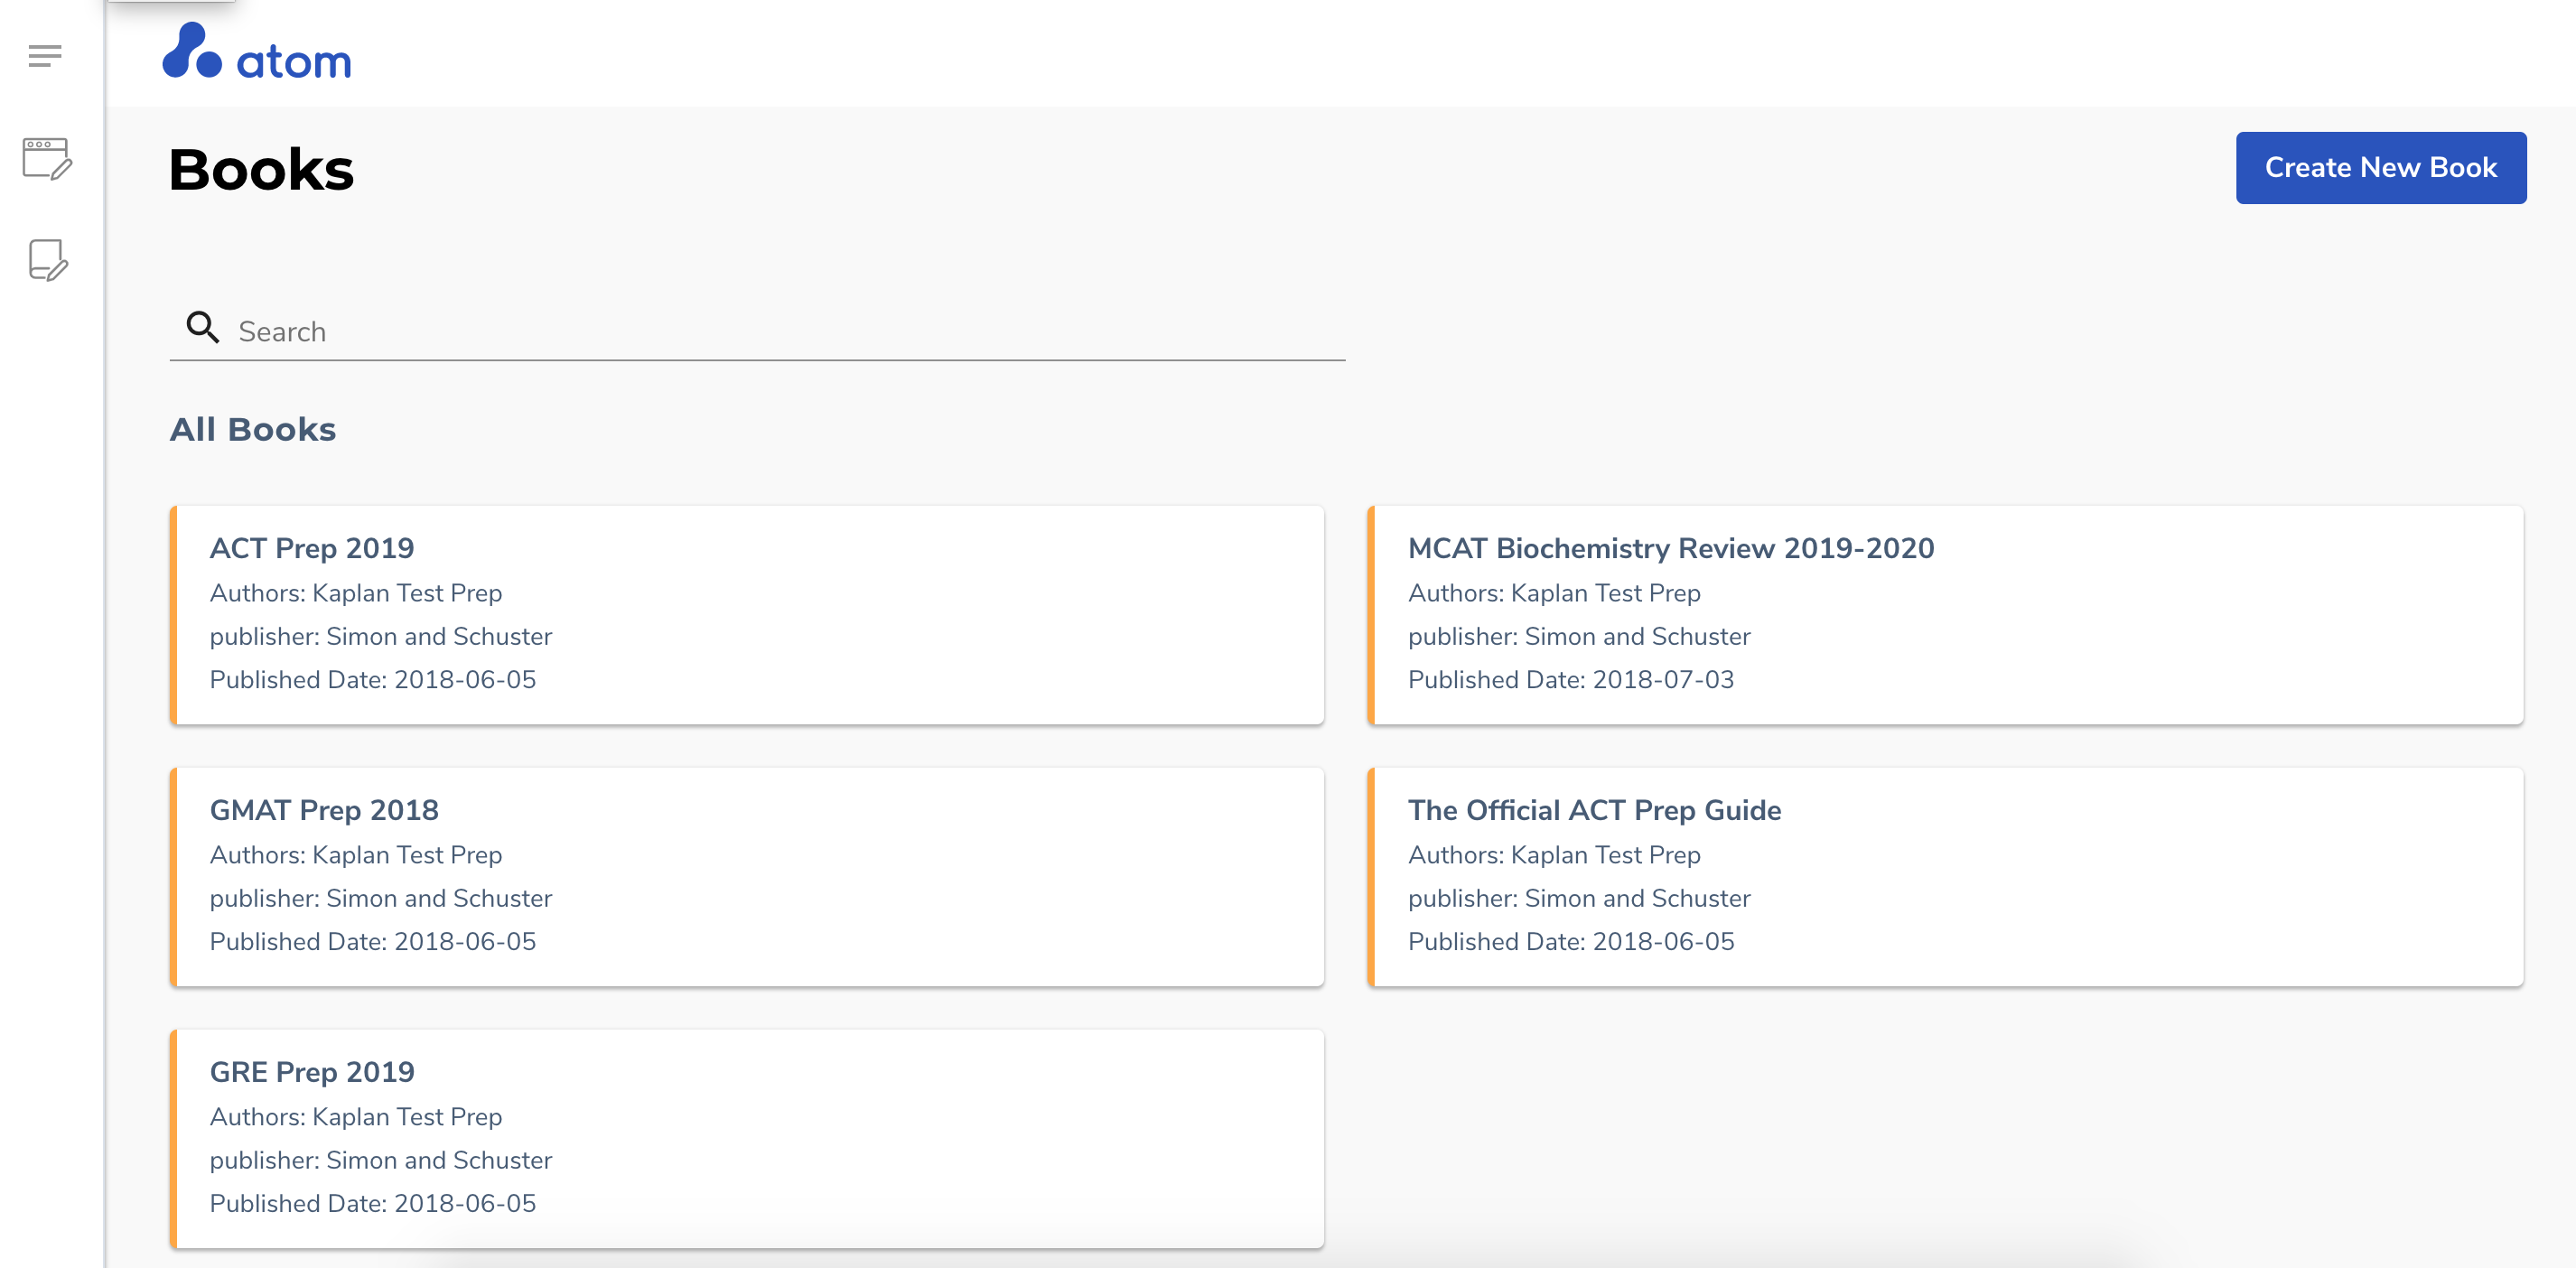 atom
Books
Create New Book
Search
All Books
ACT Prep 2019
Authors: Kaplan Test Prep
publisher: Simon and Schuster
Published Date: 2018-06-05
MCAT Biochemistry Review 2019-2020
Authors: Kaplan Test Prep
publisher: Simon and Schuster
Published Date: 2018-07-03
GMAT Prep 2018
Authors: Kaplan Test Prep
publisher: Simon and Schuster
Published Date: 2018-06-05
The Official ACT Prep Guide
Authors: Kaplan Test Prep
publisher: Simon and Schuster
Published Date: 2018-06-05
GRE Prep 2019
Authors: Kaplan Test Prep
publisher: Simon and Schuster
Published Date: 2018-06-05